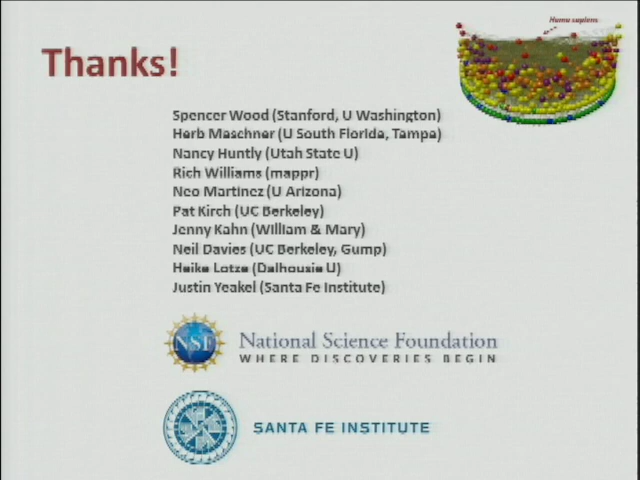 Homo sapiens
Thanks!
Spencer Wood (Stanford, U Washington)
Herb Maschner (U South Florida, Tampa)
Nancy Huntly (Utah State U)
Rich Williams (mappr)
Neo Martinez (U Arizona)
Pat Kirch (UC Berkeley)
Jenny Kahn (William & Mary)
Neil Davies (UC Berkeley, Gump)
Heike Lotze (Dalhousie U)
Justin Yeakel (Santa Fe Institute)
NSF
National Science Foundation
WHERE DISCOVERIES BEGIN
SANTA FE INSTITUTE